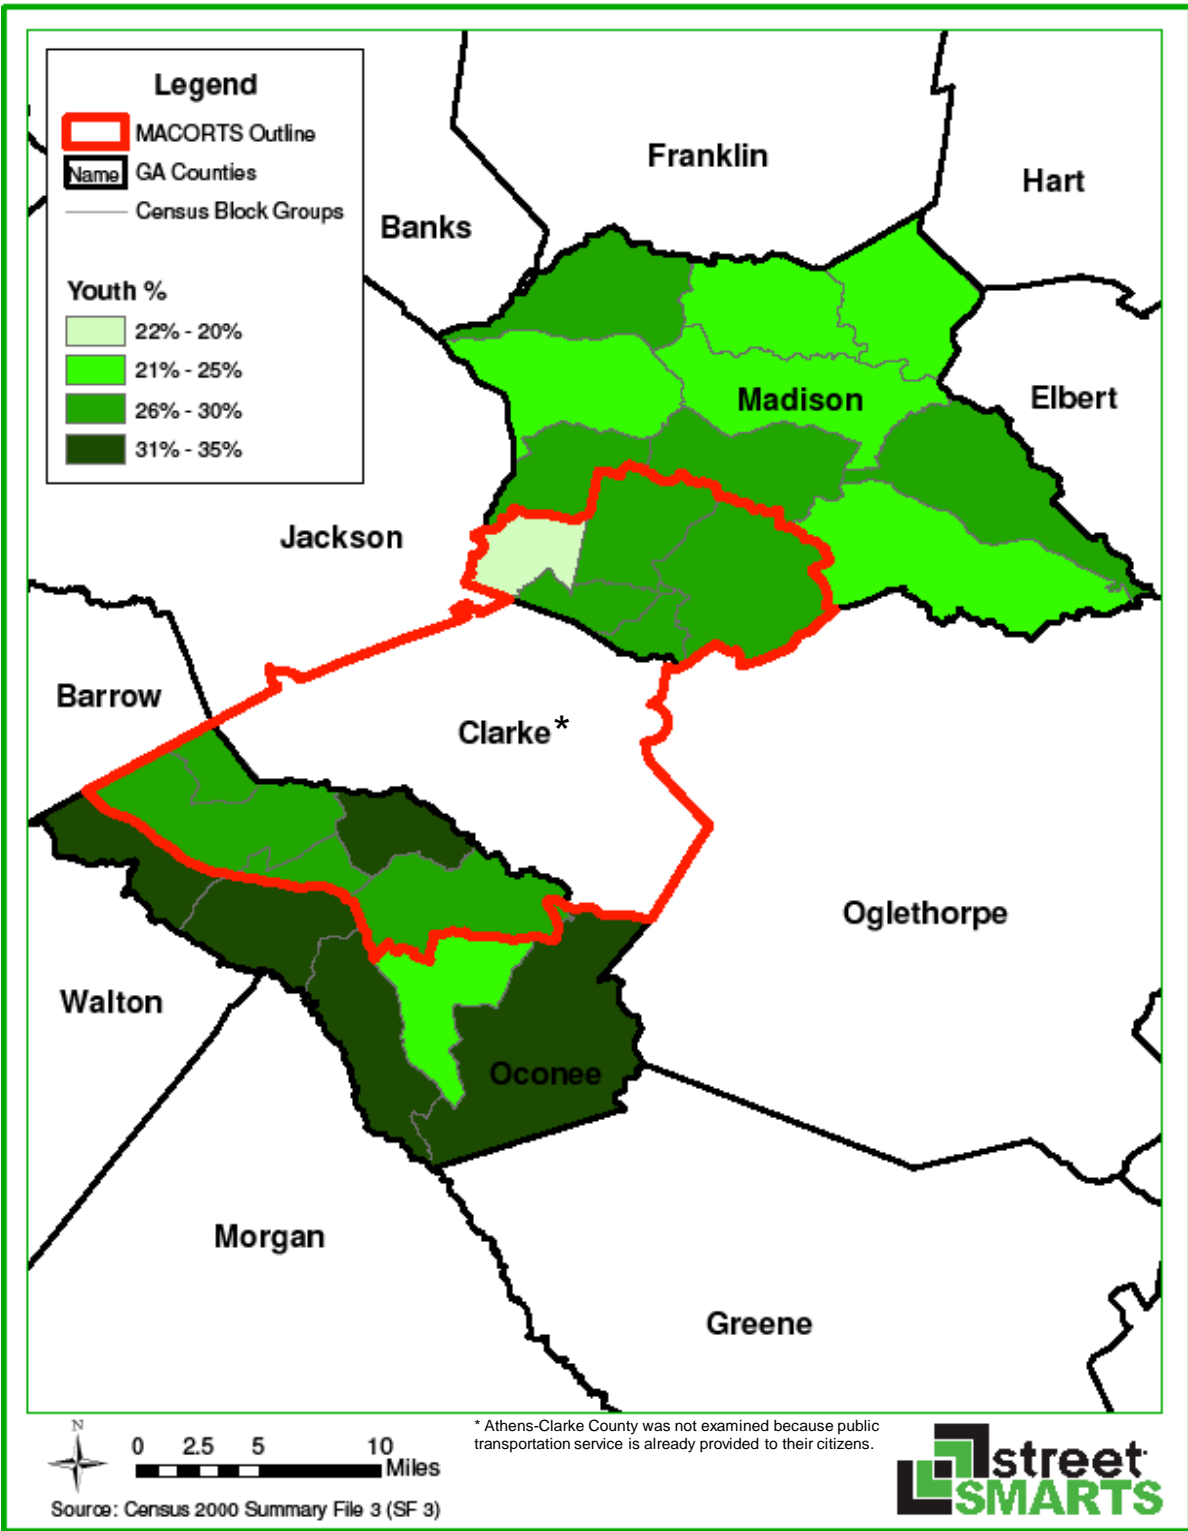 Legend
MACORTS Outline
Name GA Counties
Census Block Groups
Youth %
22% - 20%
21% - 25%
26% - 30%
31% - 35%
Franklin
Hart
Banks
Madison
Elbert
Jackson
Barrow
Clarke*
Oglethorpe
Walton
Oconee
Morgan
Greene
N
0 2.5 5 10
Miles
Source: Census 2000 Summary File 3 (SF 3)
* Athens-Clarke County was not examined because public
transportation service is already provided to their citizens.
street
SMARTS